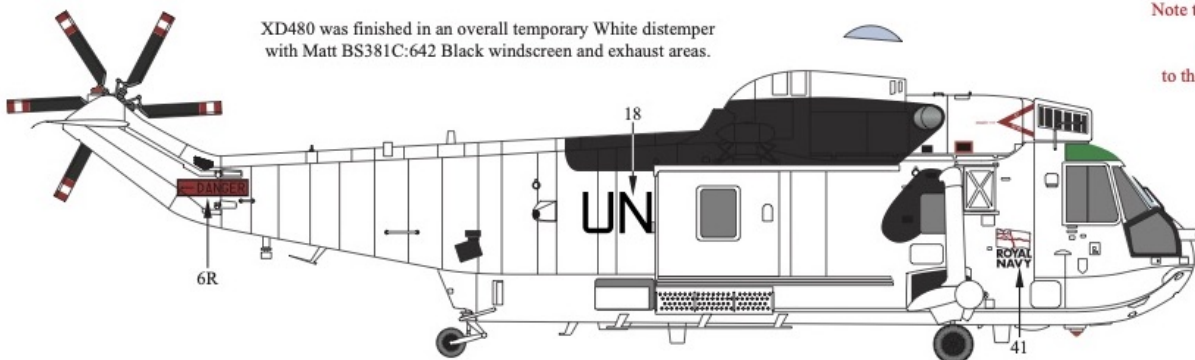 Note t
XD480 was finished in an overall temporary White distemper
with Matt BS381C:642 Black windscreen and exhaust areas.
to th
18
DANGER
UN
6R
ROYAL
NAVY
41